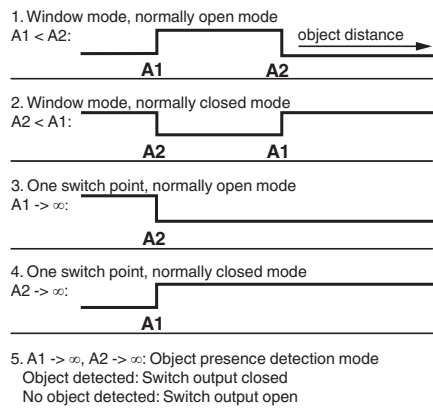 1. Window mode, normally open mode
A1 < A2:
object distance
A1 A2
2. Window mode, normally closed mode
A2 < A1:
A2 A1
3. One switch point, normally open mode
A1 -> ∞:
A2
4. One switch point, normally closed mode
A2 -> ∞:
A1
5. A1 -> ∞, A2 -> ∞: Object presence detection mode
Object detected: Switch output closed
No object detected: Switch output open